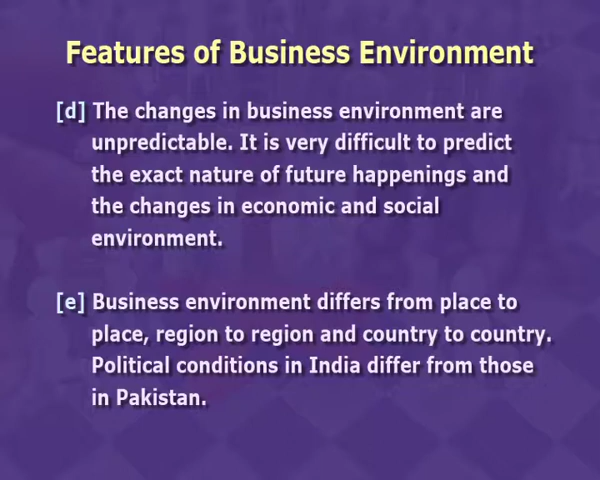 Features of Business Environment
[d] The changes in business environment are
unpredictable. It is very difficult to predict
the exact nature of future happenings and
the changes in economic and social
environment.
[e] Business environment differs from place to
place, region to region and country to country.
Political conditions in India differ from those
in Pakistan.